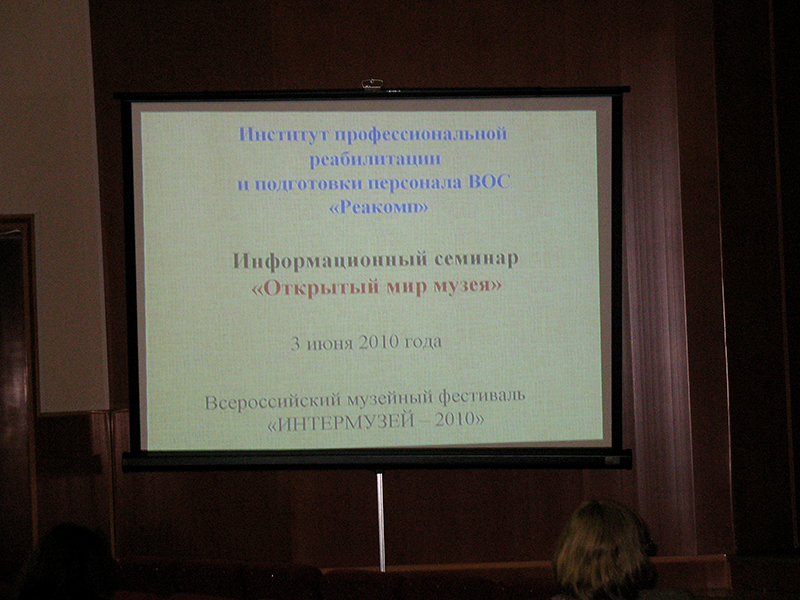 Институт профессиональной
реабилитации
и подготовки персонала ВОС
«Реакомп»
Информационный семинар
«Открытый мир музея»
3 июня 2010 года
Всероссийский музейный фестиваль
«ИНТЕРМУЗЕЙ – 2010»